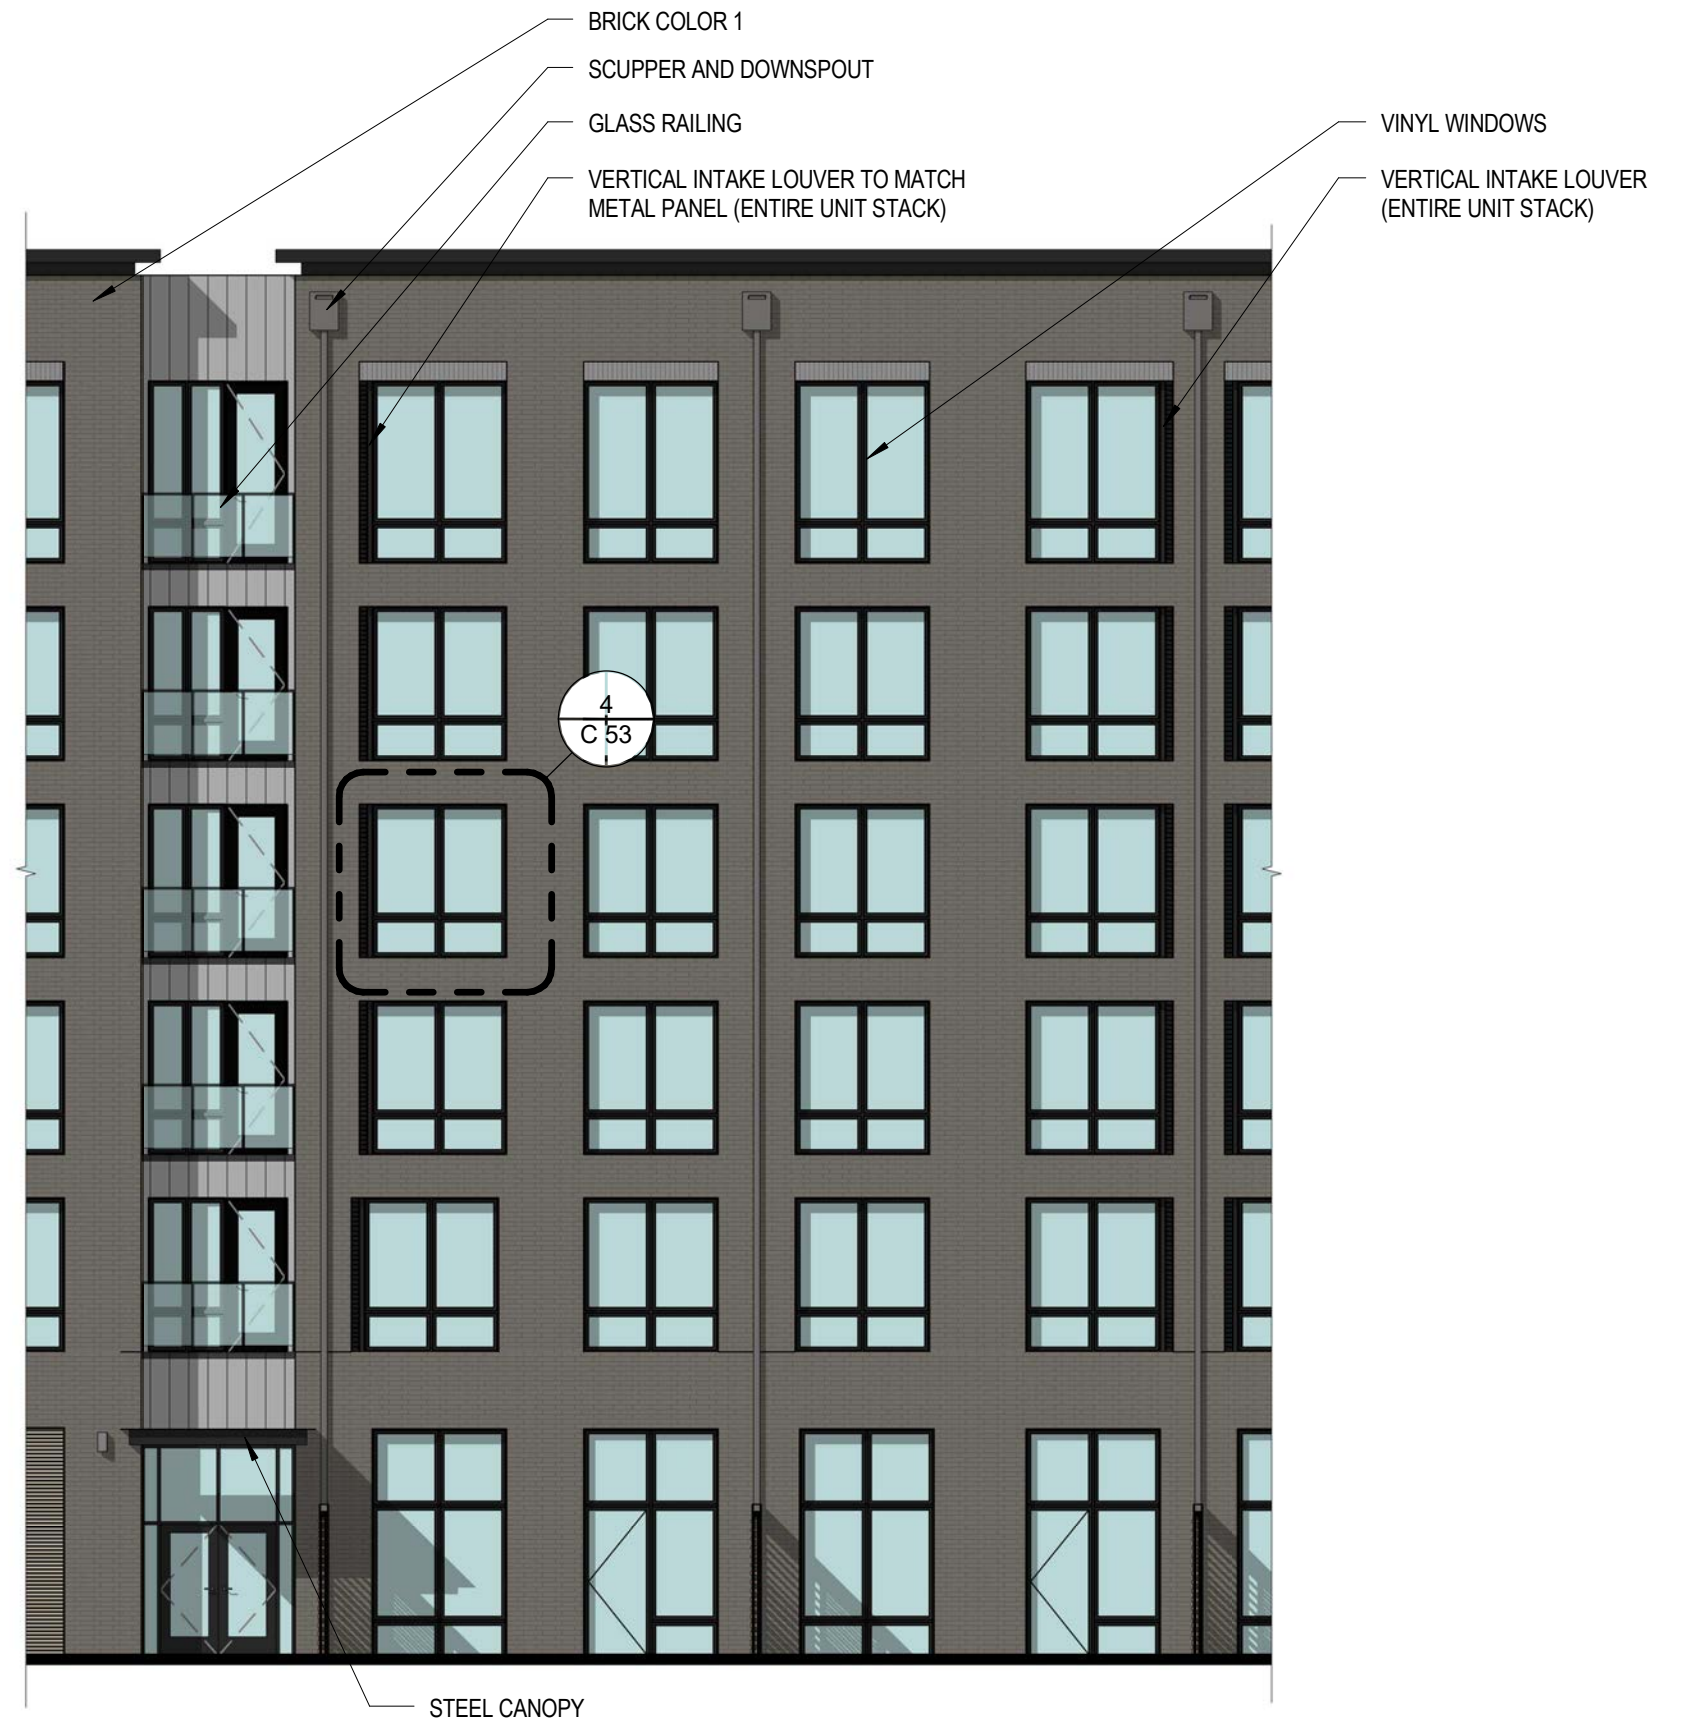 BRICK COLOR 1
SCUPPER AND DOWNSPOUT
GLASS RAILING
VERTICAL INTAKE LOUVER TO MATCH
METAL PANEL (ENTIRE UNIT STACK)
VINYL WINDOWS
VERTICAL INTAKE LOUVER
(ENTIRE UNIT STACK)
4
C 53
STEEL CANOPY